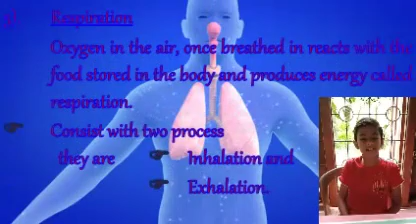 Respiration
Oxygen in the air, once breathed in reacts with the
food stored in the body and produces energy called
respiration.
Consist with two process
they are Inhalation and
Exhalation.